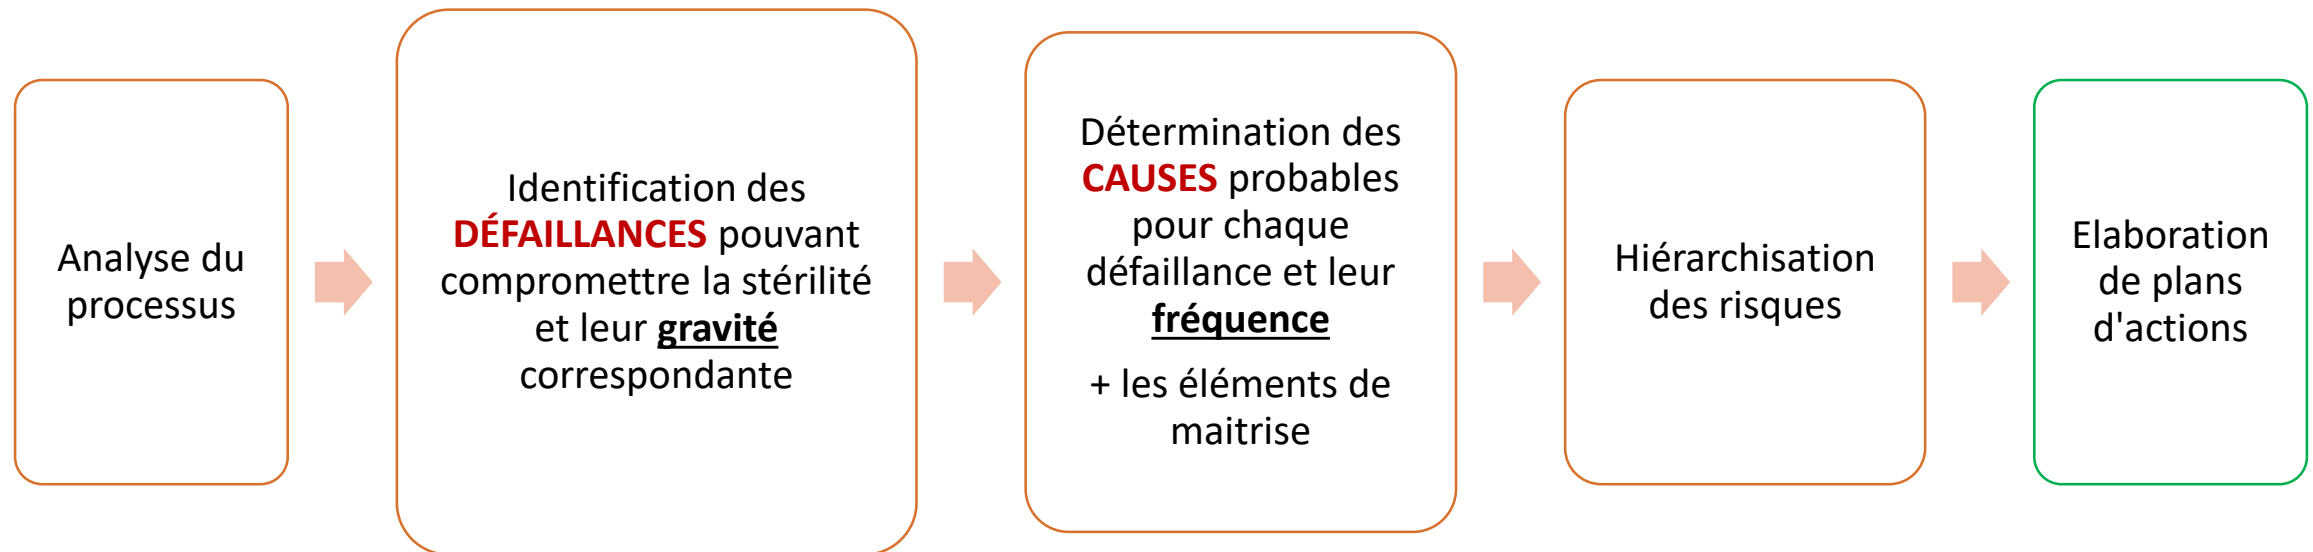 Analyse du
processus
Identification des
DÉFAILLANCES pouvant
compromettre la stérilité
et leur gravité
correspondante
Détermination des
CAUSES probables
pour chaque
défaillance et leur
fréquence
+ les éléments de
maitrise
Hiérarchisation
des risques
Elaboration
de plans
d'actions